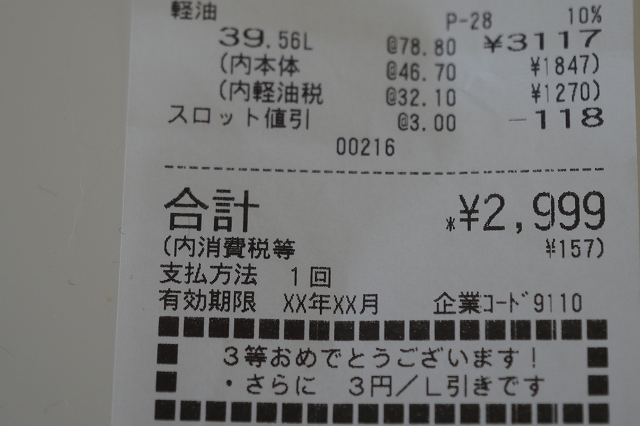 軽油 P-28 10%
39.56L @78.80 ¥3117
(内本体 @46.70 ¥1847)
(内軽油税 @32.10 ¥1270)
スロット値引 @3.00 -118
00216
合計 *¥2,999
(内消費税等 ¥157)
支払方法 1回
有効期限 XX年XX月 企業コード9110
3等おめでとうございます!
・さらに 3円/L引きです